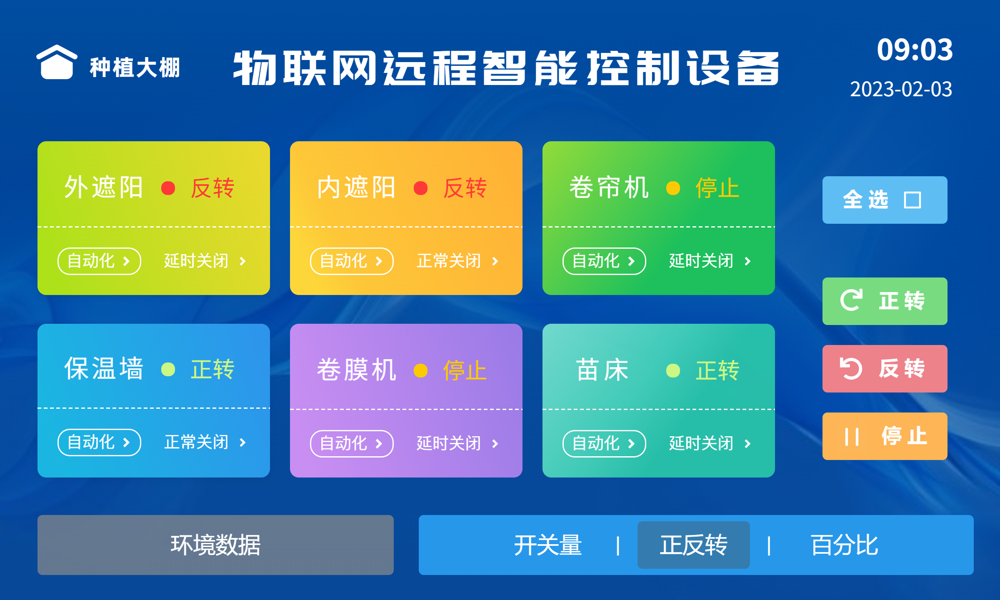 种植大棚
物联网远程智能控制设备
09:03
2023-02-03
外遮阳 反转
自动化 延时关闭
内遮阳 反转
自动化 正常关闭
卷帘机 停止
自动化 延时关闭
全选
正转
反转
停止
保温墙 正转
自动化 正常关闭
卷膜机 停止
自动化 延时关闭
苗床 正转
自动化 延时关闭
环境数据
开关量 | 正反转 | 百分比